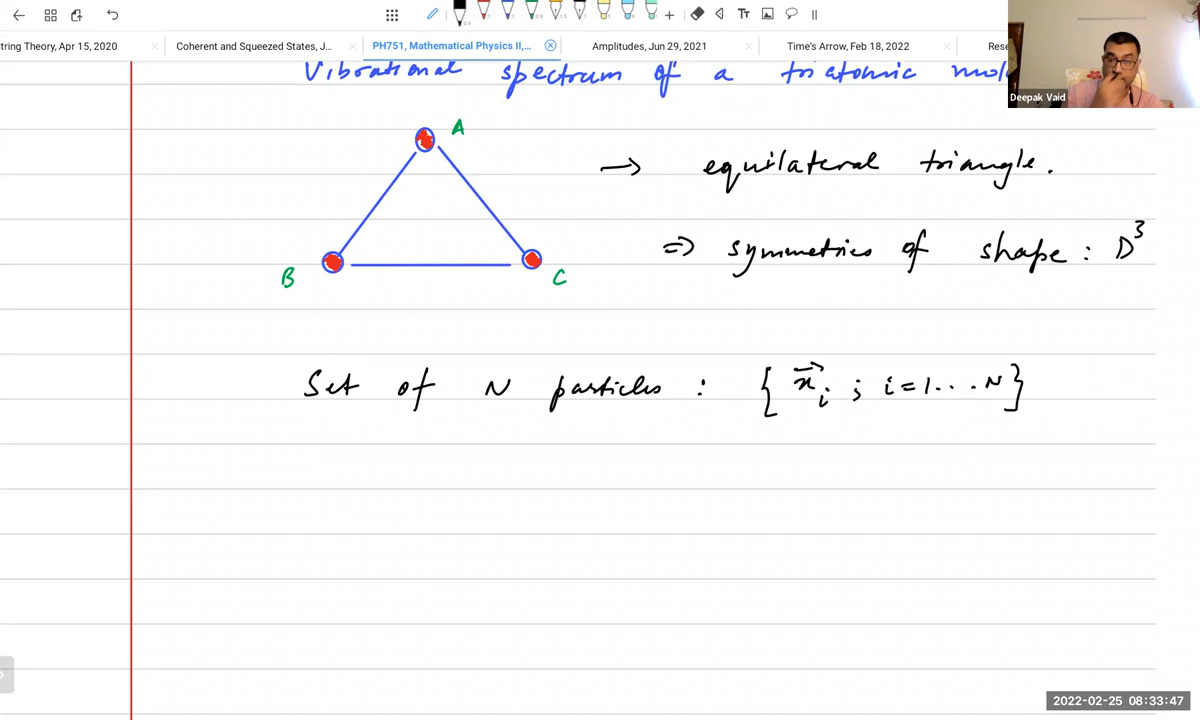 tring Theory, Apr 15, 2020
Coherent and Squeezed States, J...
PH751, Mathematical Physics II,...
Amplitudes, Jun 29, 2021
Time's Arrow, Feb 18, 2022
Rese
Deepak Vaid
Vibrational spectrum of a triatomic mol
A
→ equilateral triangle.
⇒ symmetries of shape : D³
B C
Set of N particles : { x⃗ᵢ ; i = 1 . . . N }
2022-02-25 08:33:47